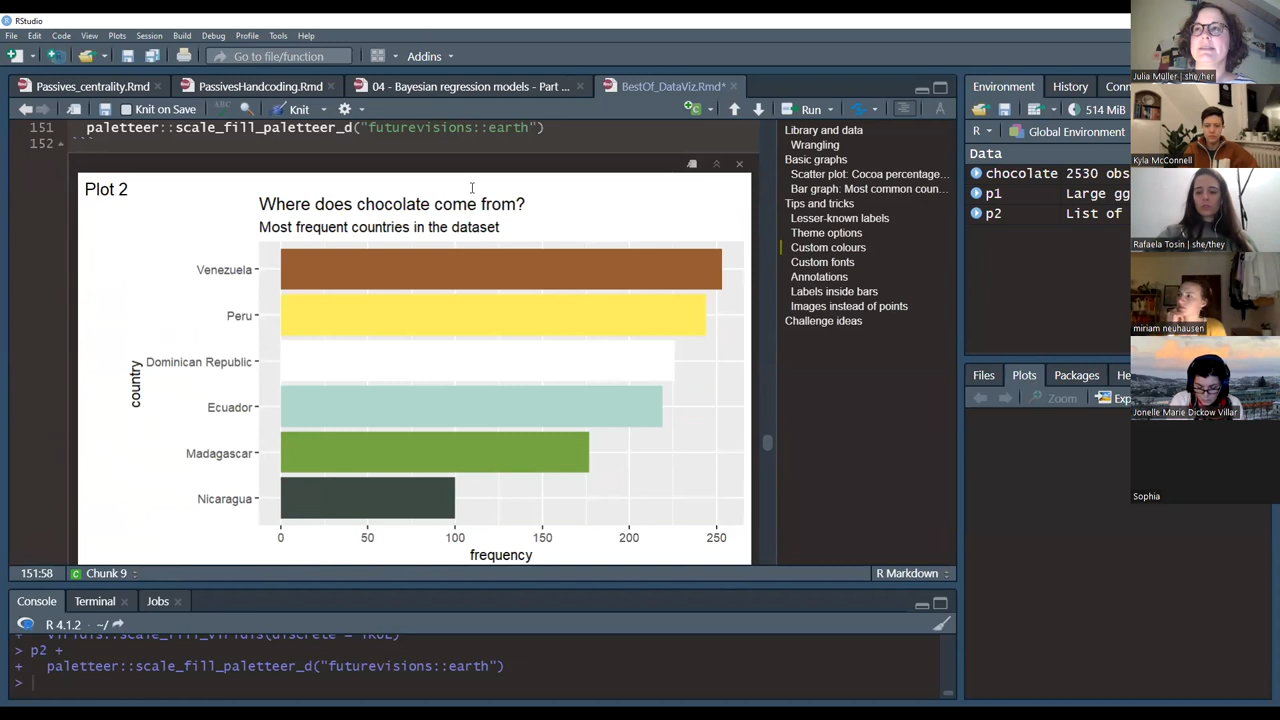 RStudio
File Edit Code View Plots Session Build Debug Profile Tools Help
Go to file/function
Addins
Passives_centrality.Rmd
PassivesHandcoding.Rmd
04 - Bayesian regression models - Part ...
BestOf_DataViz.Rmd*
Knit on Save
ABC
Knit
Run
151 paletteer::scale_fill_paletteer_d("futurevisions::earth")
152 ```
Plot 2
Where does chocolate come from?
Most frequent countries in the dataset
country
Venezuela
Peru
Dominican Republic
Ecuador
Madagascar
Nicaragua
0 50 100 150 200 250
frequency
Library and data
Wrangling
Basic graphs
Scatter plot: Cocoa percentage...
Bar graph: Most common coun...
Tips and tricks
Lesser-known labels
Theme options
Custom colours
Custom fonts
Annotations
Labels inside bars
Images instead of points
Challenge ideas
151:58
Chunk 9
R Markdown
Console Terminal Jobs
R 4.1.2 · ~/
+ viridis::scale_fill_viridis(discrete = TRUE)
> p2 +
+ paletteer::scale_fill_paletteer_d("futurevisions::earth")
>
Environment History Con
514 MiB
R Global Environment
Data
chocolate 2530 obs
p1 Large gg
p2 List of
Files Plots Packages He
Zoom Exp
Julia Müller | she/her
Kyla McConnell
Rafaela Tosin | she/they
miriam neuhausen
Jonelle Marie Dickow Villar
Sophia